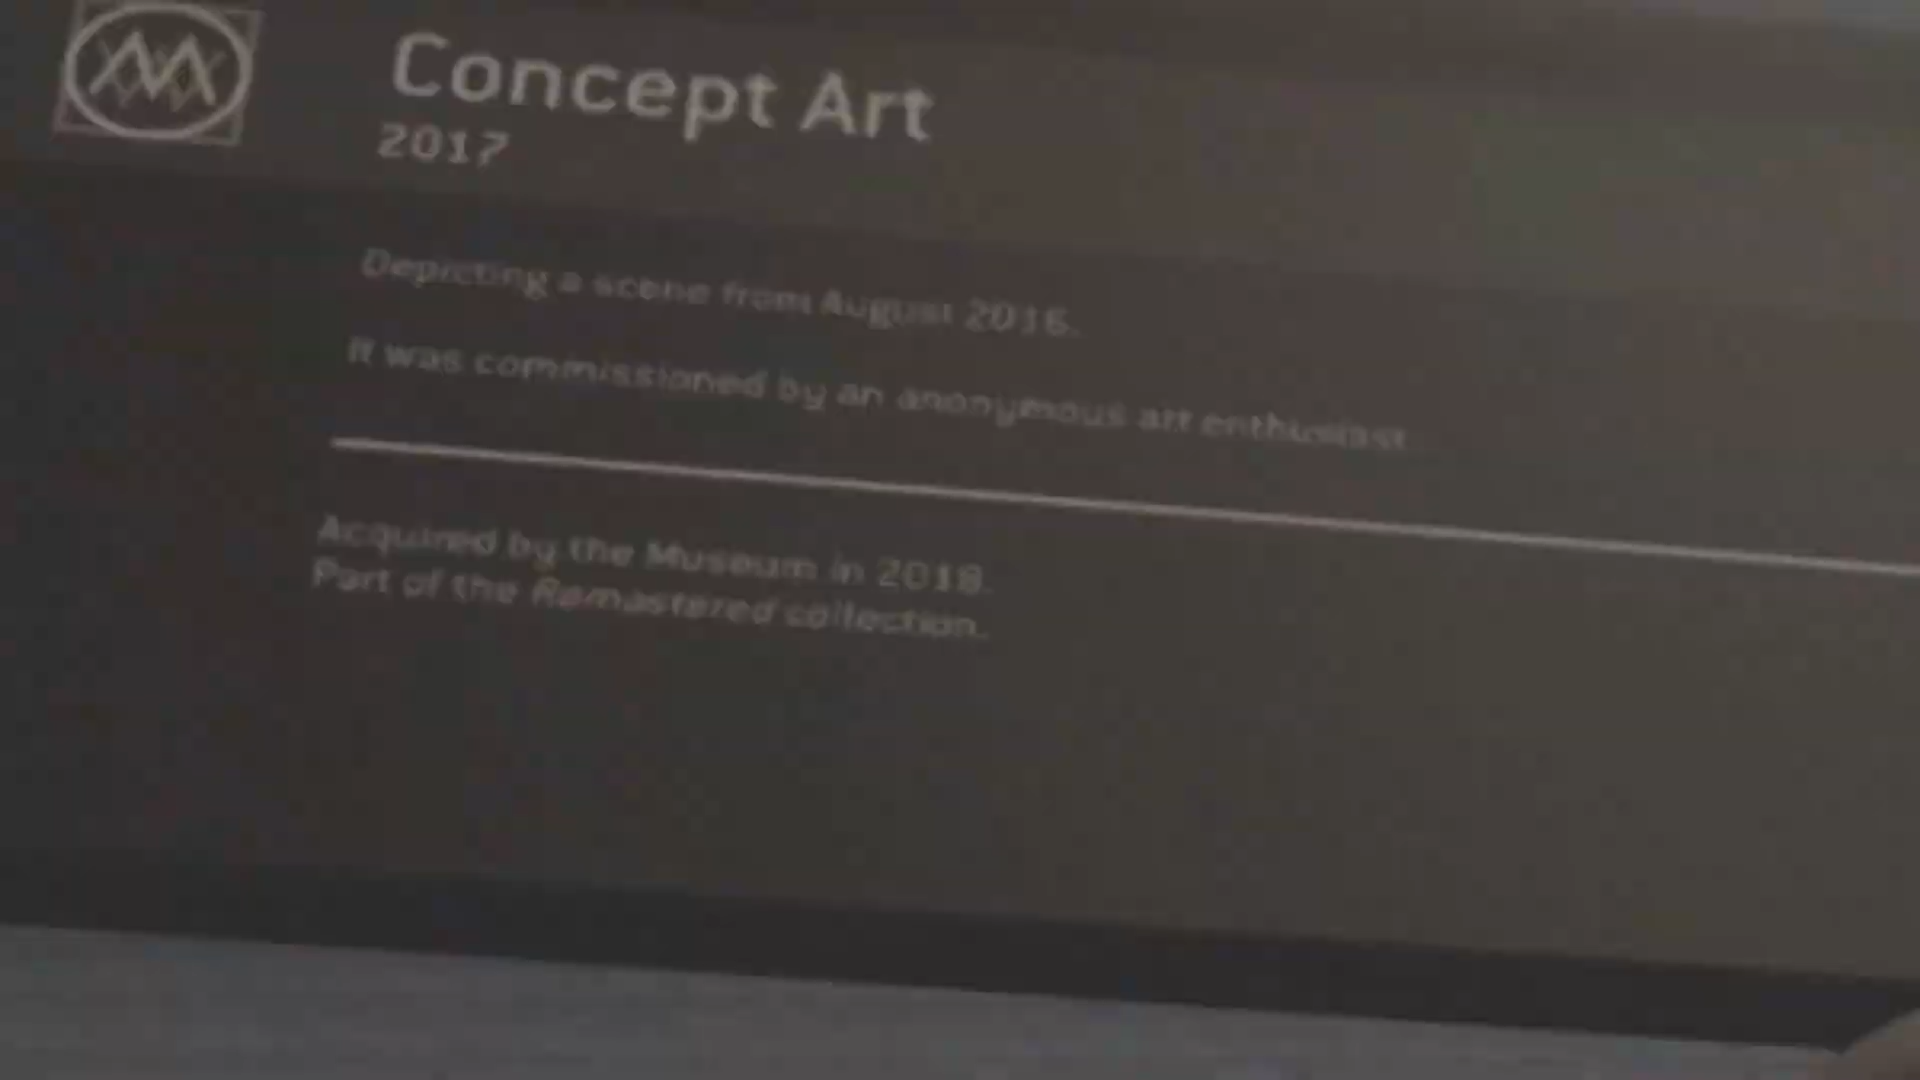 Concept Art
2017
Depicting a scene from August 2016.
It was commissioned by an anonymous art enthusiast
Acquired by the Museum in 2018.
Part of the Remastered collection.